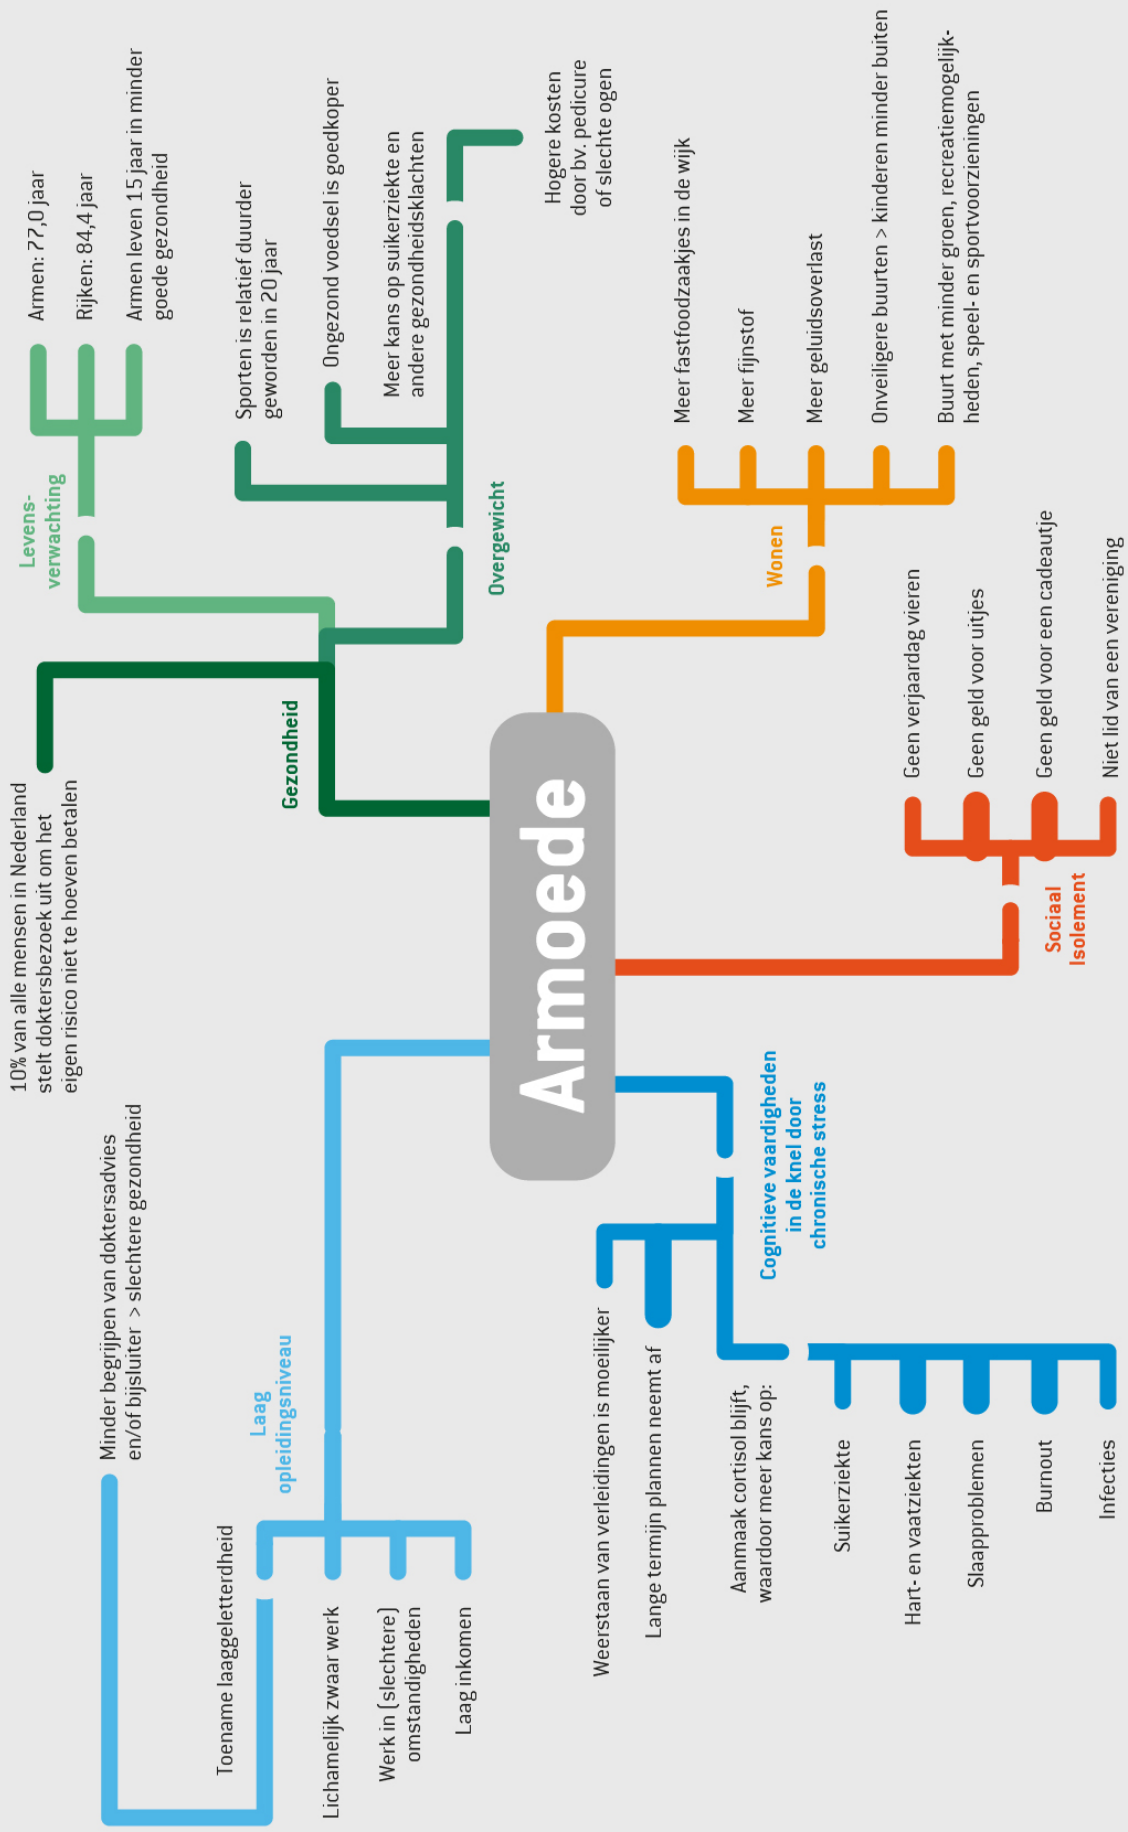 Armoede
Gezondheid
10% van alle mensen in Nederland
stelt doktersbezoek uit om het
eigen risico niet te hoeven betalen
Levens-
verwachting
Armen: 77,0 jaar
Rijken: 84,4 jaar
Armen leven 15 jaar in minder
goede gezondheid
Overgewicht
Sporten is relatief duurder
geworden in 20 jaar
Ongezond voedsel is goedkoper
Meer kans op suikerziekte en
andere gezondheidsklachten
Hogere kosten
door bv. pedicure
of slechte ogen
Wonen
Meer fastfoodzaakjes in de wijk
Meer fijnstof
Meer geluidsoverlast
Onveiligere buurten > kinderen minder buiten
Buurt met minder groen, recreatiemogelijk-
heden, speel- en sportvoorzieningen
Sociaal
Isolement
Geen verjaardag vieren
Geen geld voor uitjes
Geen geld voor een cadeautje
Niet lid van een vereniging
Cognitieve vaardigheden
in de knel door
chronische stress
Weerstaan van verleidingen is moeilijker
Lange termijn plannen neemt af
Aanmaak cortisol blijft,
waardoor meer kans op:
Suikerziekte
Hart- en vaatziekten
Slaapproblemen
Burnout
Infecties
Laag
opleidingsniveau
Toename laaggeletterdheid
Minder begrijpen van doktersadvies
en/of bijsluiter > slechtere gezondheid
Lichamelijk zwaar werk
Werk in (slechtere)
omstandigheden
Laag inkomen